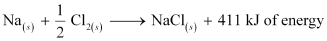 Na(s) + 1/2 Cl2(s) ⟶ NaCl(s) + 411 kJ of energy